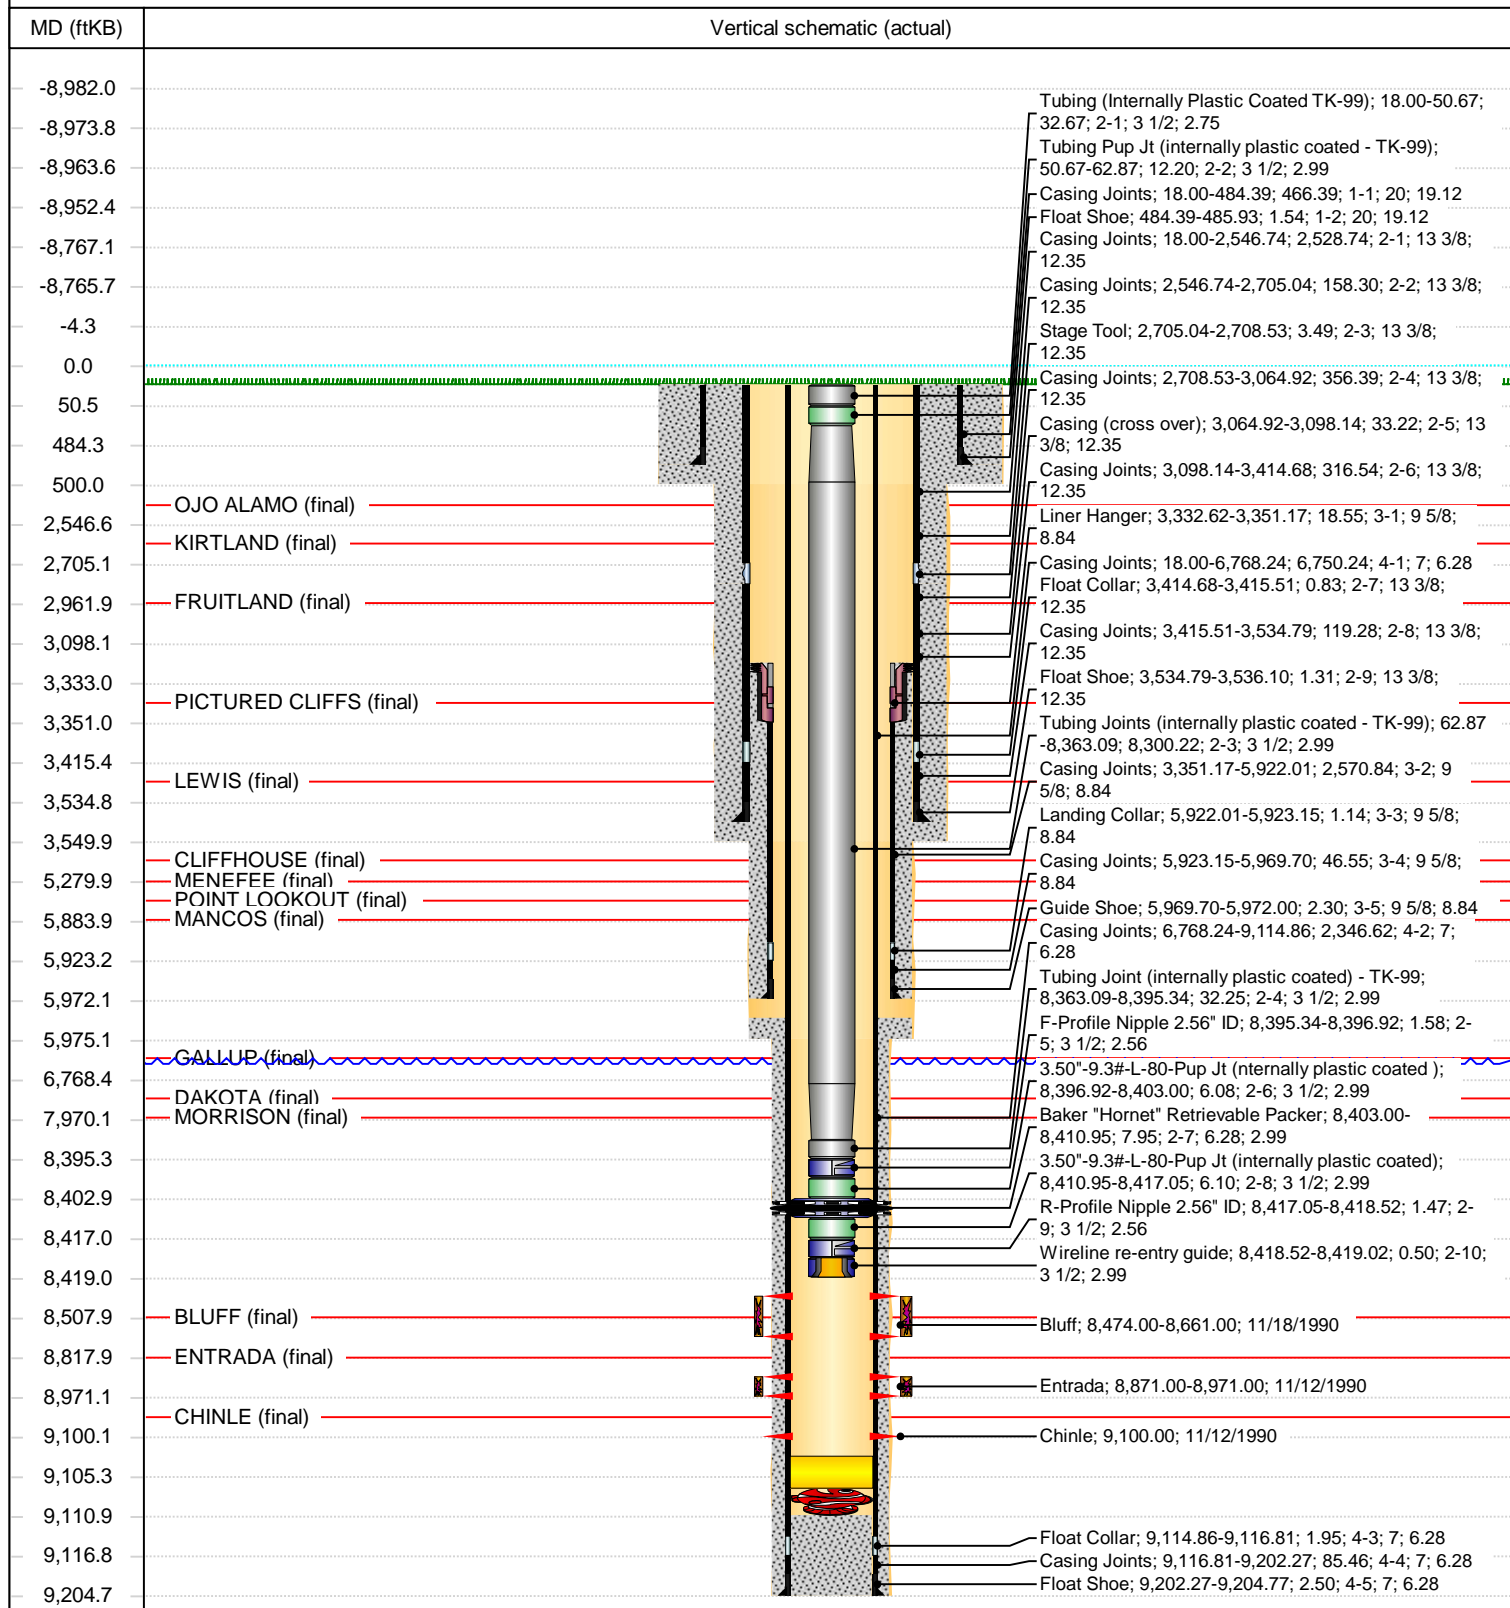 MD (ftKB)
Vertical schematic (actual)
-8,982.0
-8,973.8
-8,963.6
-8,952.4
-8,767.1
-8,765.7
-4.3
0.0
50.5
484.3
500.0
2,546.6
2,705.1
2,961.9
3,098.1
3,333.0
3,351.0
3,415.4
3,534.8
3,549.9
5,279.9
5,883.9
5,923.2
5,972.1
5,975.1
6,768.4
7,970.1
8,395.3
8,402.9
8,417.0
8,419.0
8,507.9
8,817.9
8,971.1
9,100.1
9,105.3
9,110.9
9,116.8
9,204.7
OJO ALAMO (final)
KIRTLAND (final)
FRUITLAND (final)
PICTURED CLIFFS (final)
LEWIS (final)
CLIFFHOUSE (final)
MENEFEE (final)
POINT LOOKOUT (final)
MANCOS (final)
GALLUP (final)
DAKOTA (final)
MORRISON (final)
BLUFF (final)
ENTRADA (final)
CHINLE (final)
Tubing (Internally Plastic Coated TK-99); 18.00-50.67;
32.67; 2-1; 3 1/2; 2.75
Tubing Pup Jt (internally plastic coated - TK-99);
50.67-62.87; 12.20; 2-2; 3 1/2; 2.99
Casing Joints; 18.00-484.39; 466.39; 1-1; 20; 19.12
Float Shoe; 484.39-485.93; 1.54; 1-2; 20; 19.12
Casing Joints; 18.00-2,546.74; 2,528.74; 2-1; 13 3/8;
12.35
Casing Joints; 2,546.74-2,705.04; 158.30; 2-2; 13 3/8;
12.35
Stage Tool; 2,705.04-2,708.53; 3.49; 2-3; 13 3/8;
12.35
Casing Joints; 2,708.53-3,064.92; 356.39; 2-4; 13 3/8;
12.35
Casing (cross over); 3,064.92-3,098.14; 33.22; 2-5; 13
3/8; 12.35
Casing Joints; 3,098.14-3,414.68; 316.54; 2-6; 13 3/8;
12.35
Liner Hanger; 3,332.62-3,351.17; 18.55; 3-1; 9 5/8;
8.84
Casing Joints; 18.00-6,768.24; 6,750.24; 4-1; 7; 6.28
Float Collar; 3,414.68-3,415.51; 0.83; 2-7; 13 3/8;
12.35
Casing Joints; 3,415.51-3,534.79; 119.28; 2-8; 13 3/8;
12.35
Float Shoe; 3,534.79-3,536.10; 1.31; 2-9; 13 3/8;
12.35
Tubing Joints (internally plastic coated - TK-99); 62.87
-8,363.09; 8,300.22; 2-3; 3 1/2; 2.99
Casing Joints; 3,351.17-5,922.01; 2,570.84; 3-2; 9
5/8; 8.84
Landing Collar; 5,922.01-5,923.15; 1.14; 3-3; 9 5/8;
8.84
Casing Joints; 5,923.15-5,969.70; 46.55; 3-4; 9 5/8;
8.84
Guide Shoe; 5,969.70-5,972.00; 2.30; 3-5; 9 5/8; 8.84
Casing Joints; 6,768.24-9,114.86; 2,346.62; 4-2; 7;
6.28
Tubing Joint (internally plastic coated) - TK-99;
8,363.09-8,395.34; 32.25; 2-4; 3 1/2; 2.99
F-Profile Nipple 2.56" ID; 8,395.34-8,396.92; 1.58; 2-
5; 3 1/2; 2.56
3.50"-9.3#-L-80-Pup Jt (nternally plastic coated );
8,396.92-8,403.00; 6.08; 2-6; 3 1/2; 2.99
Baker "Hornet" Retrievable Packer; 8,403.00-
8,410.95; 7.95; 2-7; 6.28; 2.99
3.50"-9.3#-L-80-Pup Jt (internally plastic coated);
8,410.95-8,417.05; 6.10; 2-8; 3 1/2; 2.99
R-Profile Nipple 2.56" ID; 8,417.05-8,418.52; 1.47; 2-
9; 3 1/2; 2.56
Wireline re-entry guide; 8,418.52-8,419.02; 0.50; 2-10;
3 1/2; 2.99
Bluff; 8,474.00-8,661.00; 11/18/1990
Entrada; 8,871.00-8,971.00; 11/12/1990
Chinle; 9,100.00; 11/12/1990
Float Collar; 9,114.86-9,116.81; 1.95; 4-3; 7; 6.28
Casing Joints; 9,116.81-9,202.27; 85.46; 4-4; 7; 6.28
Float Shoe; 9,202.27-9,204.77; 2.50; 4-5; 7; 6.28